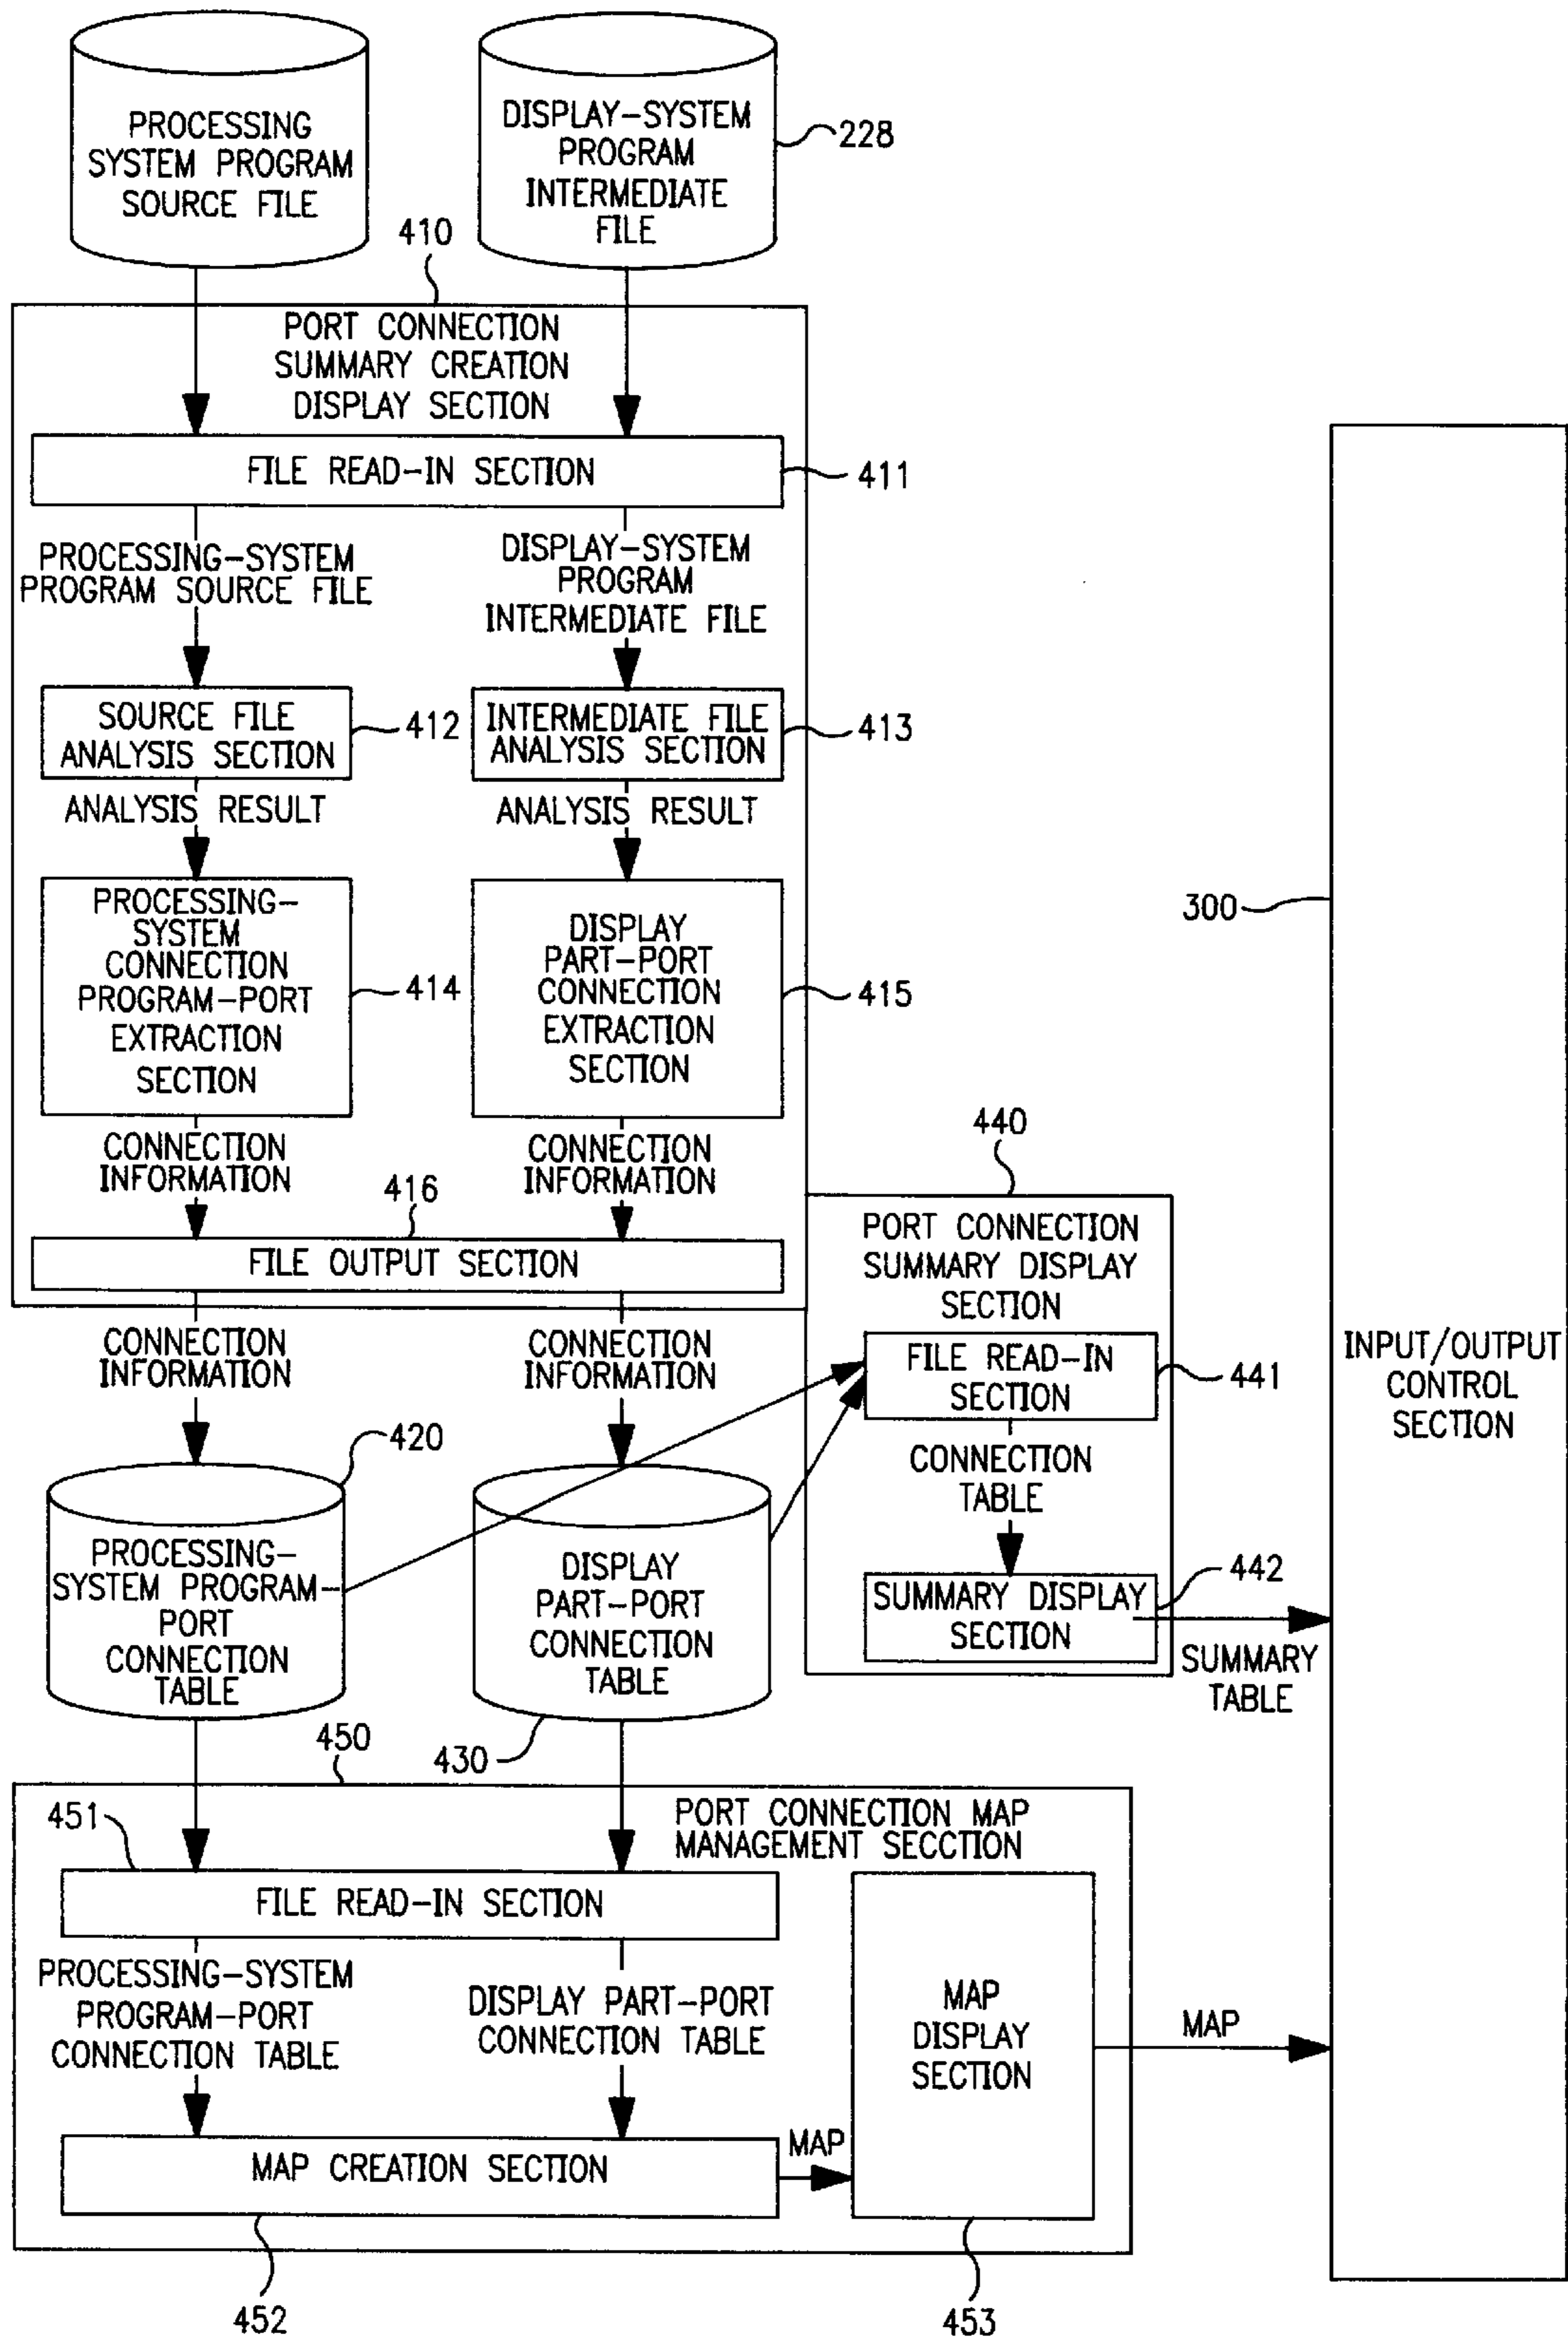 PROCESSING
SYSTEM PROGRAM
SOURCE FILE
DISPLAY-SYSTEM
PROGRAM
INTERMEDIATE
FILE
228
410
PORT CONNECTION
SUMMARY CREATION
DISPLAY SECTION
FILE READ-IN SECTION
411
PROCESSING-SYSTEM
PROGRAM SOURCE FILE
DISPLAY-SYSTEM
PROGRAM
INTERMEDIATE FILE
SOURCE FILE
ANALYSIS SECTION
412
INTERMEDIATE FILE
ANALYSIS SECTION
413
ANALYSIS RESULT
ANALYSIS RESULT
PROCESSING-
SYSTEM
CONNECTION
PROGRAM-PORT
EXTRACTION
SECTION
414
DISPLAY
PART-PORT
CONNECTION
EXTRACTION
SECTION
415
300
CONNECTION
INFORMATION
CONNECTION
INFORMATION
416
FILE OUTPUT SECTION
440
PORT CONNECTION
SUMMARY DISPLAY
SECTION
CONNECTION
INFORMATION
CONNECTION
INFORMATION
FILE READ-IN
SECTION
441
INPUT/OUTPUT
CONTROL
SECTION
CONNECTION
TABLE
420
PROCESSING-
SYSTEM PROGRAM-
PORT
CONNECTION
TABLE
DISPLAY
PART-PORT
CONNECTION
TABLE
430
SUMMARY DISPLAY
SECTION
442
SUMMARY
TABLE
450
PORT CONNECTION MAP
MANAGEMENT SECCTION
451
FILE READ-IN SECTION
PROCESSING-SYSTEM
PROGRAM-PORT
CONNECTION TABLE
DISPLAY PART-PORT
CONNECTION TABLE
MAP
DISPLAY
SECTION
MAP
MAP CREATION SECTION
MAP
452
453